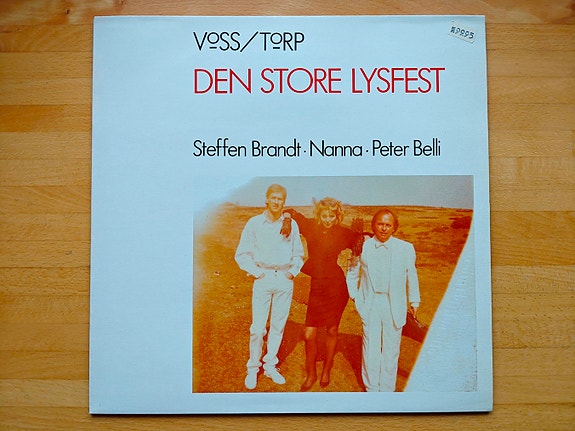 VOSS/TORP
DEN STORE LYSFEST
Steffen Brandt · Nanna · Peter Belli